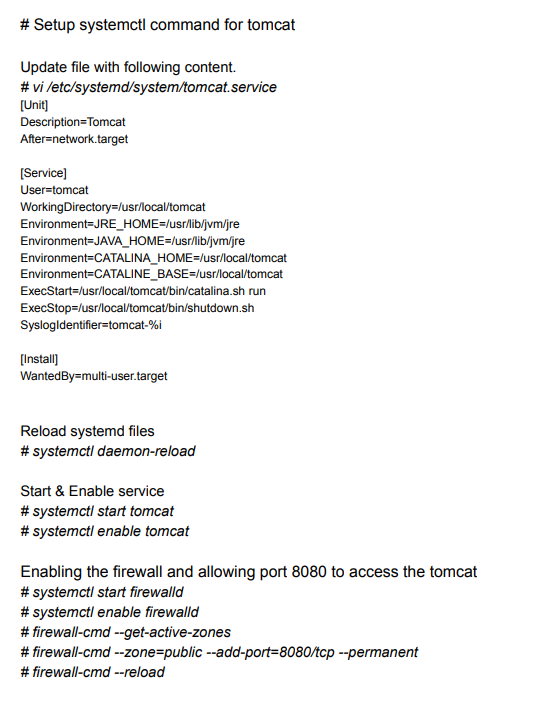 # Setup systemctl command for tomcat
Update file with following content.
# vi /etc/systemd/system/tomcat.service
[Unit]
Description=Tomcat
After=network.target
[Service]
User=tomcat
WorkingDirectory=/usr/local/tomcat
Environment=JRE_HOME=/usr/lib/jvm/jre
Environment=JAVA_HOME=/usr/lib/jvm/jre
Environment=CATALINA_HOME=/usr/local/tomcat
Environment=CATALINE_BASE=/usr/local/tomcat
ExecStart=/usr/local/tomcat/bin/catalina.sh run
ExecStop=/usr/local/tomcat/bin/shutdown.sh
SyslogIdentifier=tomcat-%i
[Install]
WantedBy=multi-user.target
Reload systemd files
# systemctl daemon-reload
Start & Enable service
# systemctl start tomcat
# systemctl enable tomcat
Enabling the firewall and allowing port 8080 to access the tomcat
# systemctl start firewalld
# systemctl enable firewalld
# firewall-cmd --get-active-zones
# firewall-cmd --zone=public --add-port=8080/tcp --permanent
# firewall-cmd --reload